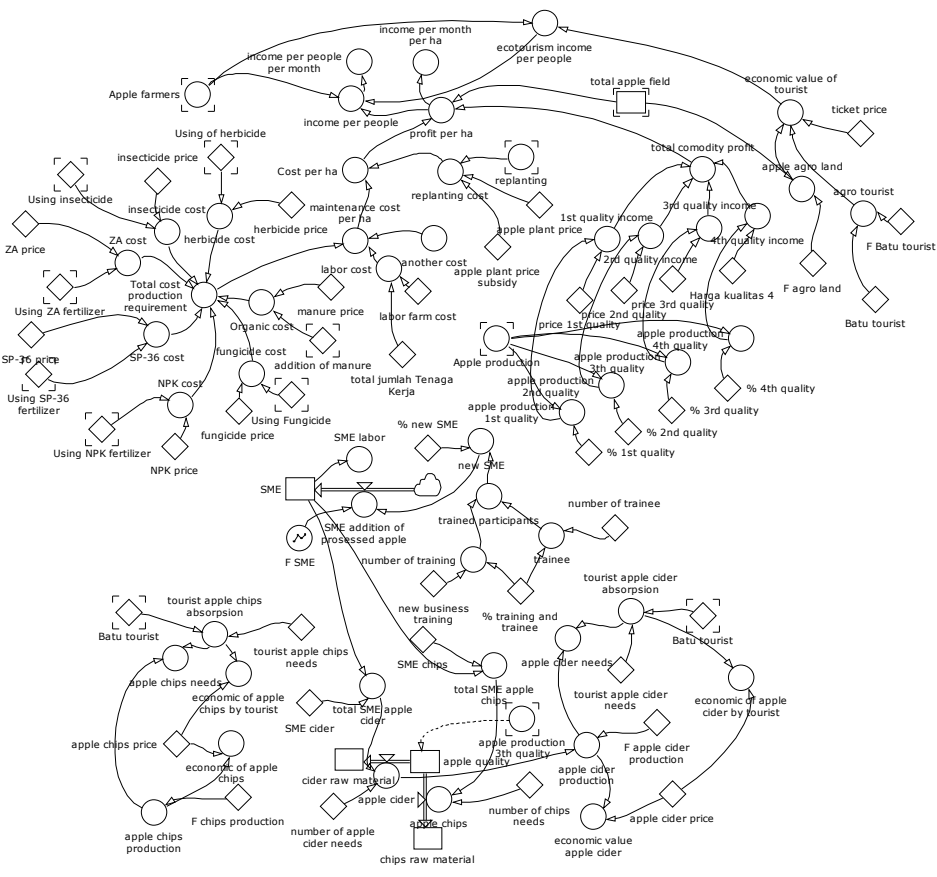 income per month
per ha
ecotourism income
per people
income per people
per month
Apple farmers
total apple field
economic value of
tourist
ticket price
income per people
profit per ha
Using of herbicide
insecticide price
Using insecticide
Cost per ha
replanting
replanting cost
total comodity profit
apple agro land
agro tourist
insecticide cost
herbicide cost
herbicide price
maintenance cost
per ha
apple plant price
apple plant price
subsidy
1st quality income
2rd quality income
3rd quality income
4th quality income
F Batu tourist
F agro land
Batu tourist
ZA price
ZA cost
Using ZA fertilizer
Total cost
production
requirement
labor cost
another cost
labor farm cost
total jumlah Tenaga
Kerja
manure price
Organic cost
addition of manure
price 1st quality
price 2nd quality
price 3rd quality
Harga kualitas 4
SP-36 price
SP-36 cost
Using SP-36
fertilizer
fungicide cost
Using Fungicide
fungicide price
NPK cost
Using NPK fertilizer
NPK price
Apple production
apple production
4th quality
apple production
3th quality
apple production
2nd quality
apple production
1st quality
% 4th quality
% 3rd quality
% 2nd quality
% 1st quality
SME labor
% new SME
new SME
SME
SME addition of
prosessed apple
F SME
trained participants
number of trainee
trainee
number of training
new business
training
% training and
trainee
tourist apple chips
absorpsion
Batu tourist
tourist apple chips
needs
apple chips needs
economic of apple
chips by tourist
apple chips price
economic of apple
chips
F chips production
apple chips
production
SME chips
total SME apple
chips
SME cider
total SME apple
cider
tourist apple cider
absorpsion
Batu tourist
apple cider needs
tourist apple cider
needs
economic of apple
cider by tourist
apple production
3th quality
apple quality
cider raw material
apple cider
number of apple
cider needs
apple chips
chips raw material
number of chips
needs
F apple cider
production
apple cider
production
apple cider price
economic value
apple cider